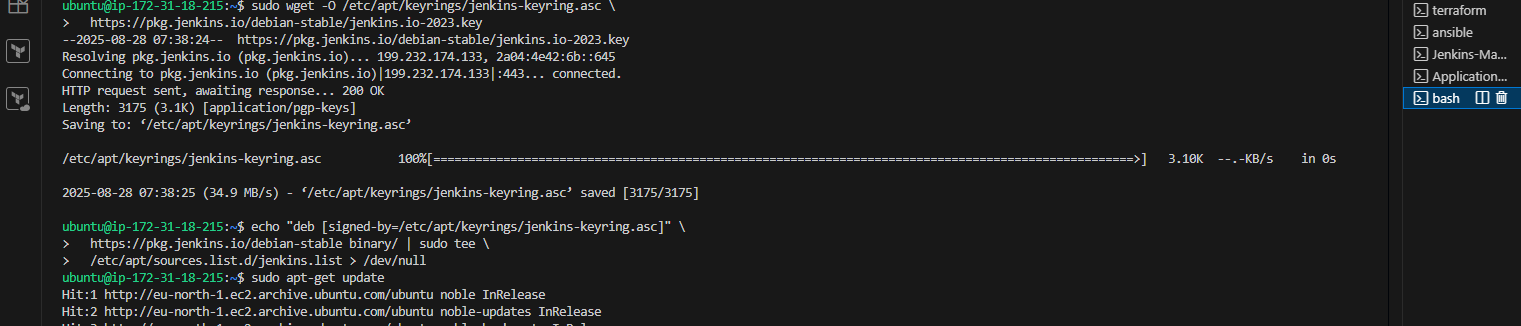 ubuntu@ip-172-31-18-215:~$ sudo wget -O /etc/apt/keyrings/jenkins-keyring.asc \
>   https://pkg.jenkins.io/debian-stable/jenkins.io-2023.key
--2025-08-28 07:38:24--  https://pkg.jenkins.io/debian-stable/jenkins.io-2023.key
Resolving pkg.jenkins.io (pkg.jenkins.io)... 199.232.174.133, 2a04:4e42:6b::645
Connecting to pkg.jenkins.io (pkg.jenkins.io)|199.232.174.133|:443... connected.
HTTP request sent, awaiting response... 200 OK
Length: 3175 (3.1K) [application/pgp-keys]
Saving to: ‘/etc/apt/keyrings/jenkins-keyring.asc’
/etc/apt/keyrings/jenkins-keyring.asc           100%[====================================================================================================>]   3.10K  --.-KB/s    in 0s
2025-08-28 07:38:25 (34.9 MB/s) - ‘/etc/apt/keyrings/jenkins-keyring.asc’ saved [3175/3175]
ubuntu@ip-172-31-18-215:~$ echo "deb [signed-by=/etc/apt/keyrings/jenkins-keyring.asc]" \
>   https://pkg.jenkins.io/debian-stable binary/ | sudo tee \
>   /etc/apt/sources.list.d/jenkins.list > /dev/null
ubuntu@ip-172-31-18-215:~$ sudo apt-get update
Hit:1 http://eu-north-1.ec2.archive.ubuntu.com/ubuntu noble InRelease
Hit:2 http://eu-north-1.ec2.archive.ubuntu.com/ubuntu noble-updates InRelease
terraform
ansible
Jenkins-Ma...
Application...
bash